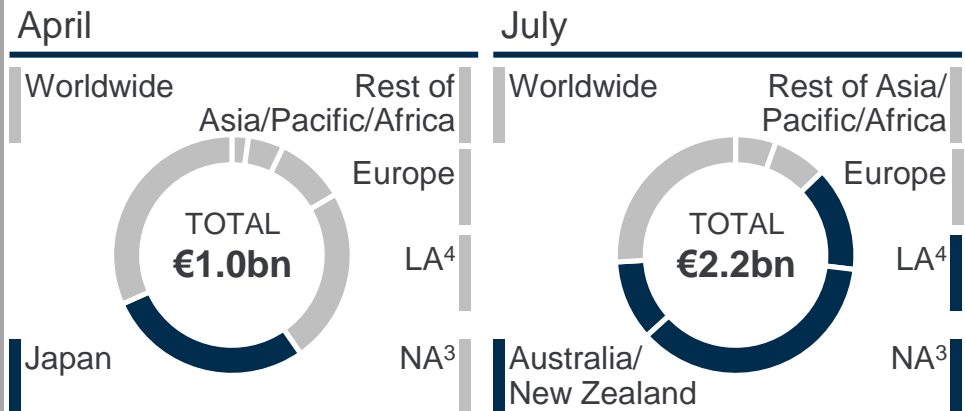 April
Worldwide
Rest of
Asia/Pacific/Africa
Europe
TOTAL
€1.0bn
LA⁴
Japan
NA³
July
Worldwide
Rest of Asia/
Pacific/Africa
Europe
TOTAL
€2.2bn
LA⁴
Australia/
New Zealand
NA³